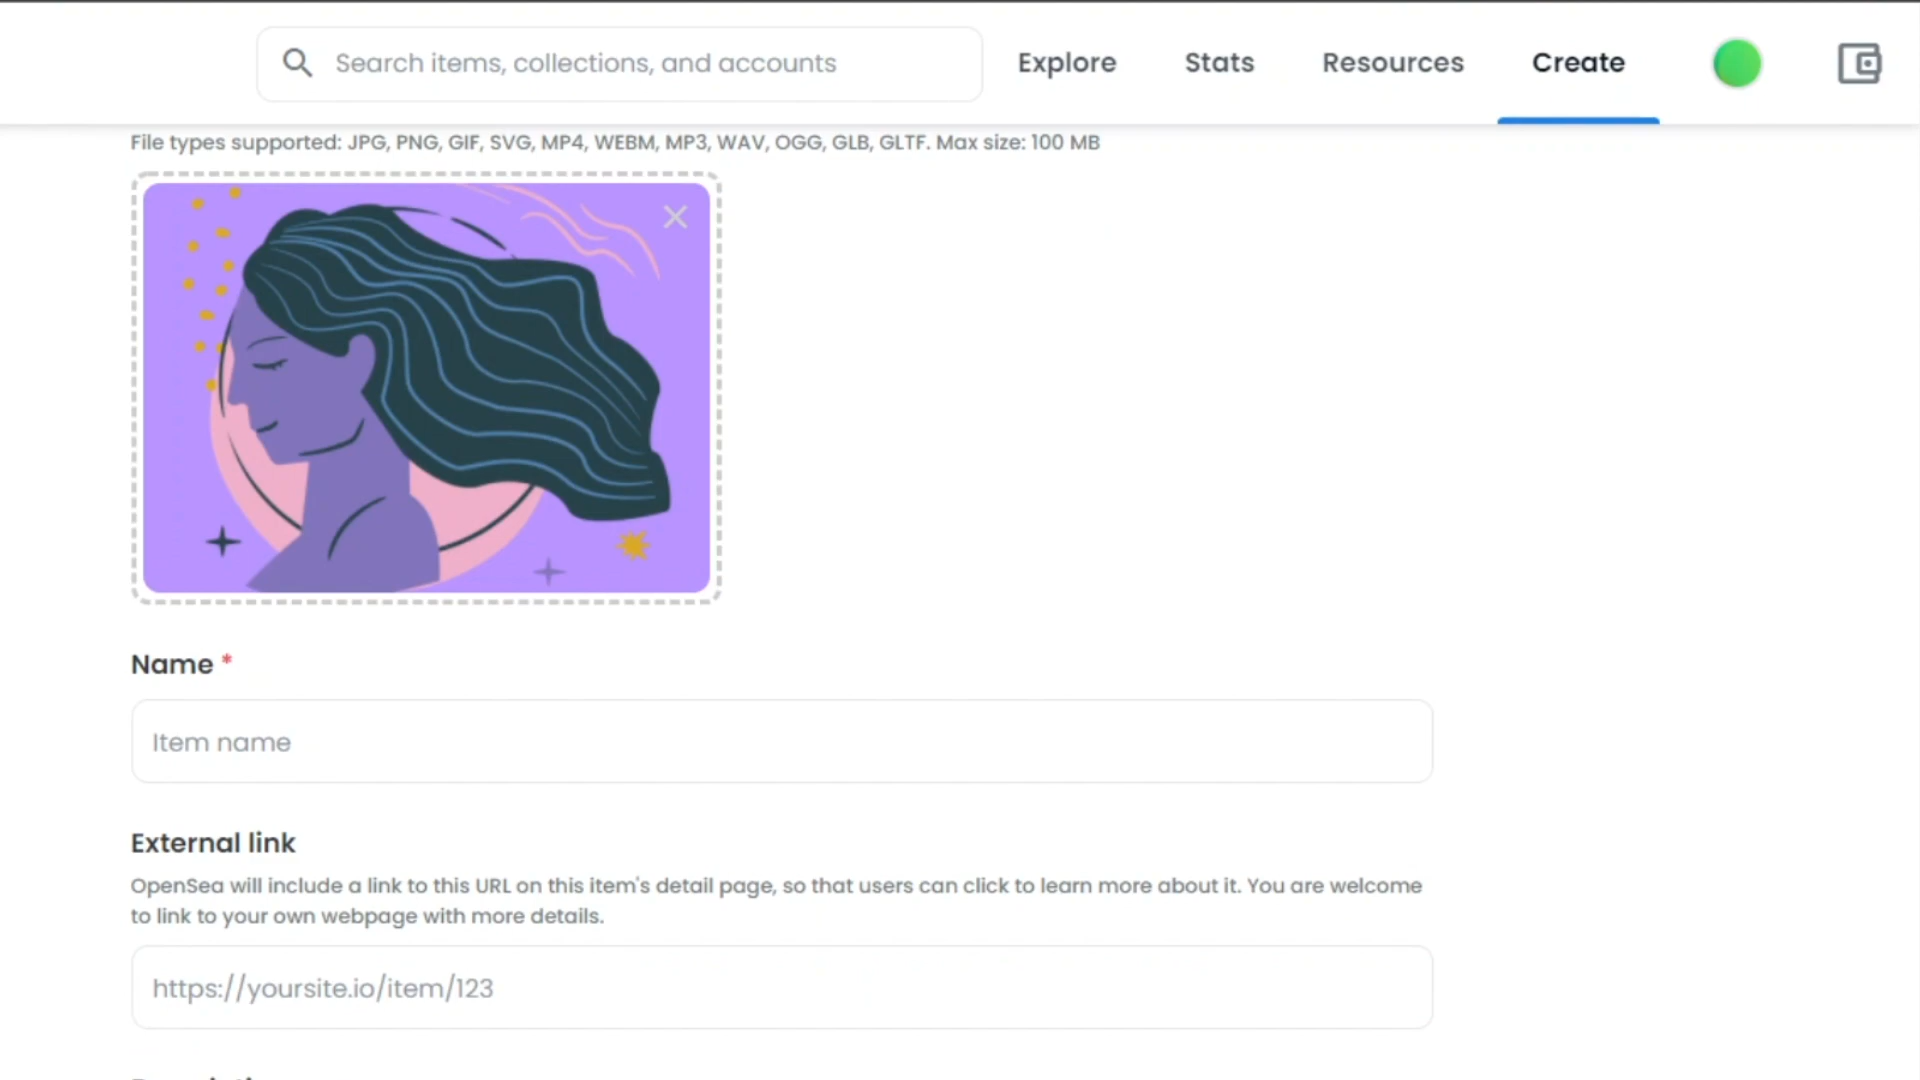 Search items, collections, and accounts
Explore
Stats
Resources
Create
File types supported: JPG, PNG, GIF, SVG, MP4, WEBM, MP3, WAV, OGG, GLB, GLTF. Max size: 100 MB
Name *
Item name
External link
OpenSea will include a link to this URL on this item's detail page, so that users can click to learn more about it. You are welcome
to link to your own webpage with more details.
https://yoursite.io/item/123